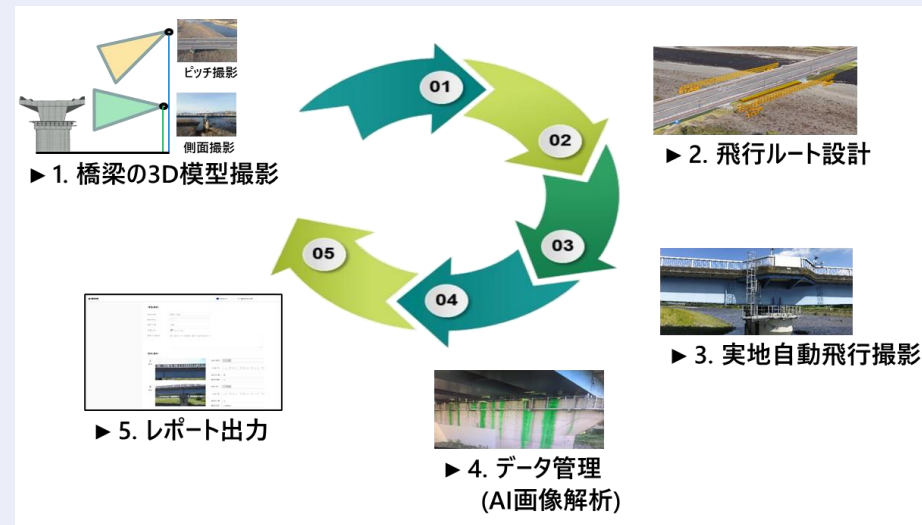 ピッチ撮影
側面撮影
►1. 橋梁の3D模型撮影
01
02
03
04
05
►2. 飛行ルート設計
►3. 実地自動飛行撮影
►4. データ管理
(AI画像解析)
►5. レポート出力